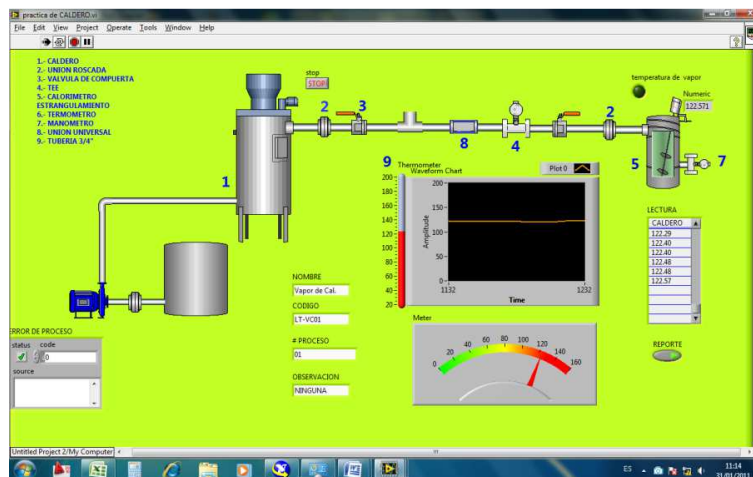 practica de CALDERO.vi
File Edit View Project Operate Tools Window Help
1.- CALDERO
2.- UNION ROSCADA
3.- VALVULA DE COMPUERTA
4.- TEE
5.- CALORIMETRO
ESTRANGULAMIENTO
6.- TERMOMETRO
7.- MANOMETRO
8.- UNION UNIVERSAL
9.- TUBERIA 3/4"
stop
STOP
temperatura de vapor
Numeric
122.571
2
3
2
8
4
1
5
7
9
Thermometer
200
180
160
140
120
100
80
60
40
20
Waveform Chart
Plot 0
200
150
100
50
0
Amplitude
1132
1232
Time
LECTURA
CALDERO
122.29
122.40
122.40
122.48
122.48
122.57
NOMBRE
Vapor de Cal.
CODIGO
LT-VC01
# PROCESO
01
OBSERVACION
NINGUNA
Meter
0 20 40 60 80 100 120 140 160
REPORTE
ERROR DE PROCESO
status code
0
source
Untitled Project 2/My Computer
ES
11:14
31/01/2011